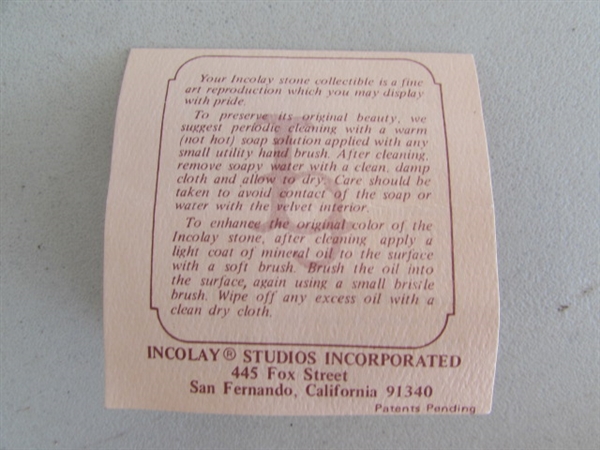 Your Incolay stone collectible is a fine
art reproduction which you may display
with pride.
To preserve its original beauty, we
suggest periodic cleaning with a warm
(not hot) soap solution applied with any
small utility hand brush. After cleaning,
remove soapy water with a clean, damp
cloth and allow to dry. Care should be
taken to avoid contact of the soap or
water with the velvet interior.
To enhance the original color of the
Incolay stone, after cleaning apply a
light coat of mineral oil to the surface
with a soft brush. Brush the oil into
the surface, again using a small bristle
brush. Wipe off any excess oil with a
clean dry cloth.
INCOLAY® STUDIOS INCORPORATED
445 Fox Street
San Fernando, California 91340
Patents Pending